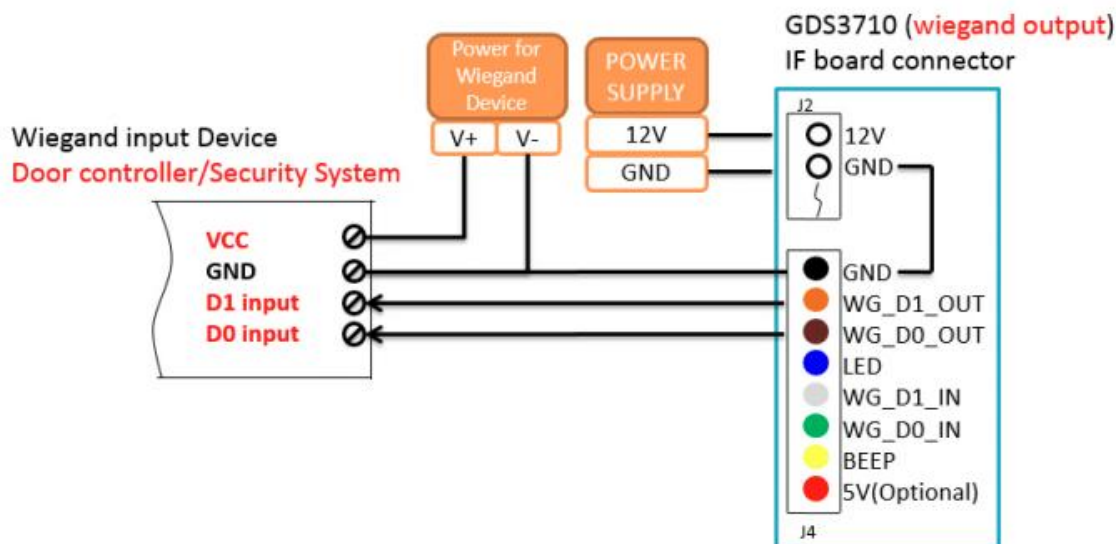 GDS3710 (wiegand output)
IF board connector
Power for
Wiegand
Device
V+ V-
POWER
SUPPLY
12V
GND
Wiegand input Device
Door controller/Security System
VCC
GND
D1 input
D0 input
J2
12V
GND
GND
WG_D1_OUT
WG_D0_OUT
LED
WG_D1_IN
WG_D0_IN
BEEP
5V(Optional)
J4